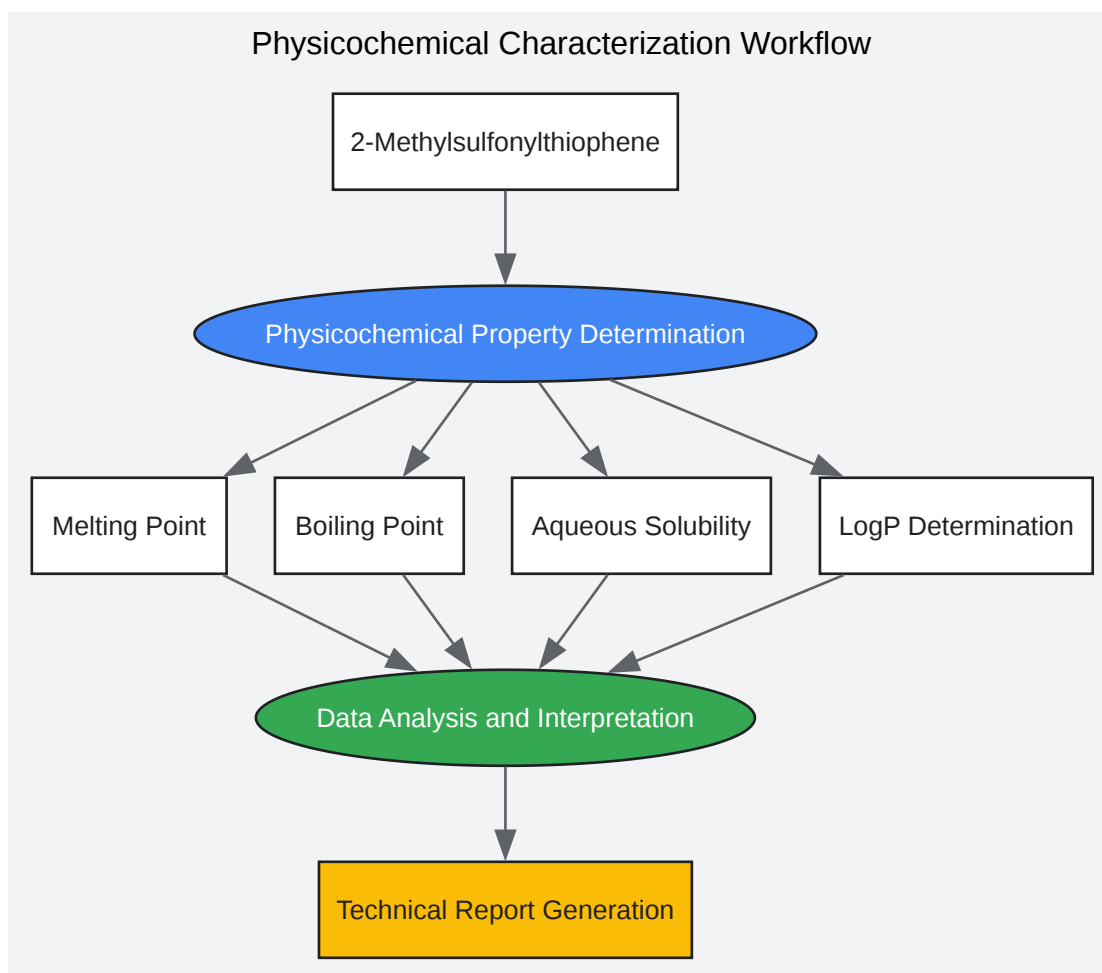 Physicochemical Characterization Workflow
2-Methylsulfonylthiophene
Physicochemical Property Determination
Melting Point
Boiling Point
Aqueous Solubility
LogP Determination
Data Analysis and Interpretation
Technical Report Generation